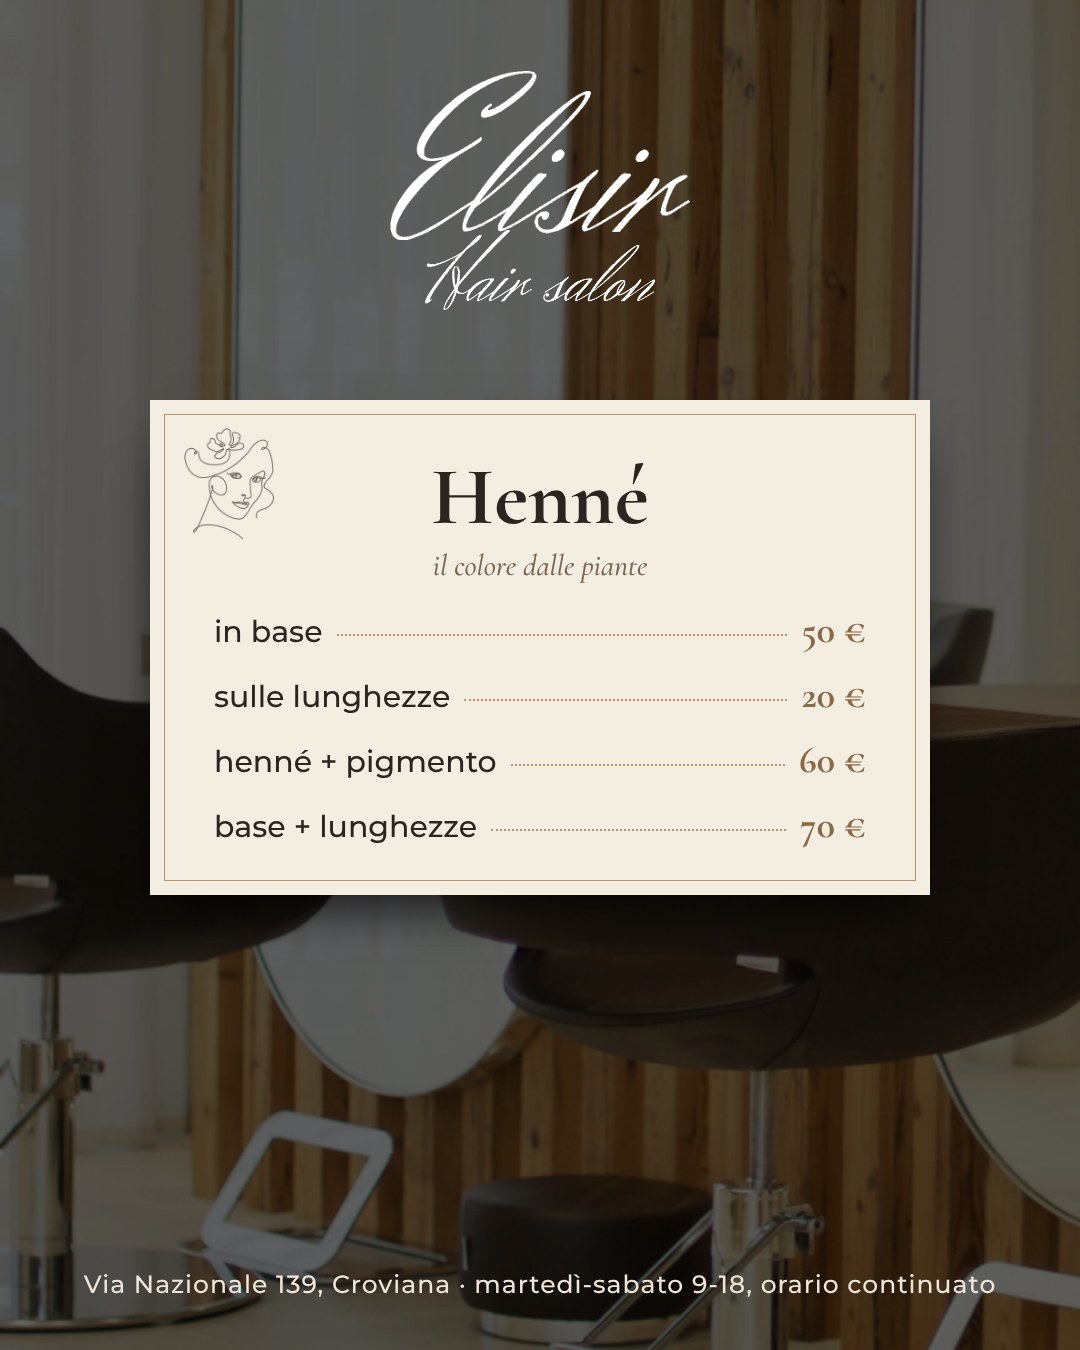 Elisir
Hair salon
Henné
il colore dalle piante
in base 50 €
sulle lunghezze 20 €
henné + pigmento 60 €
base + lunghezze 70 €
Via Nazionale 139, Croviana · martedì-sabato 9-18, orario continuato